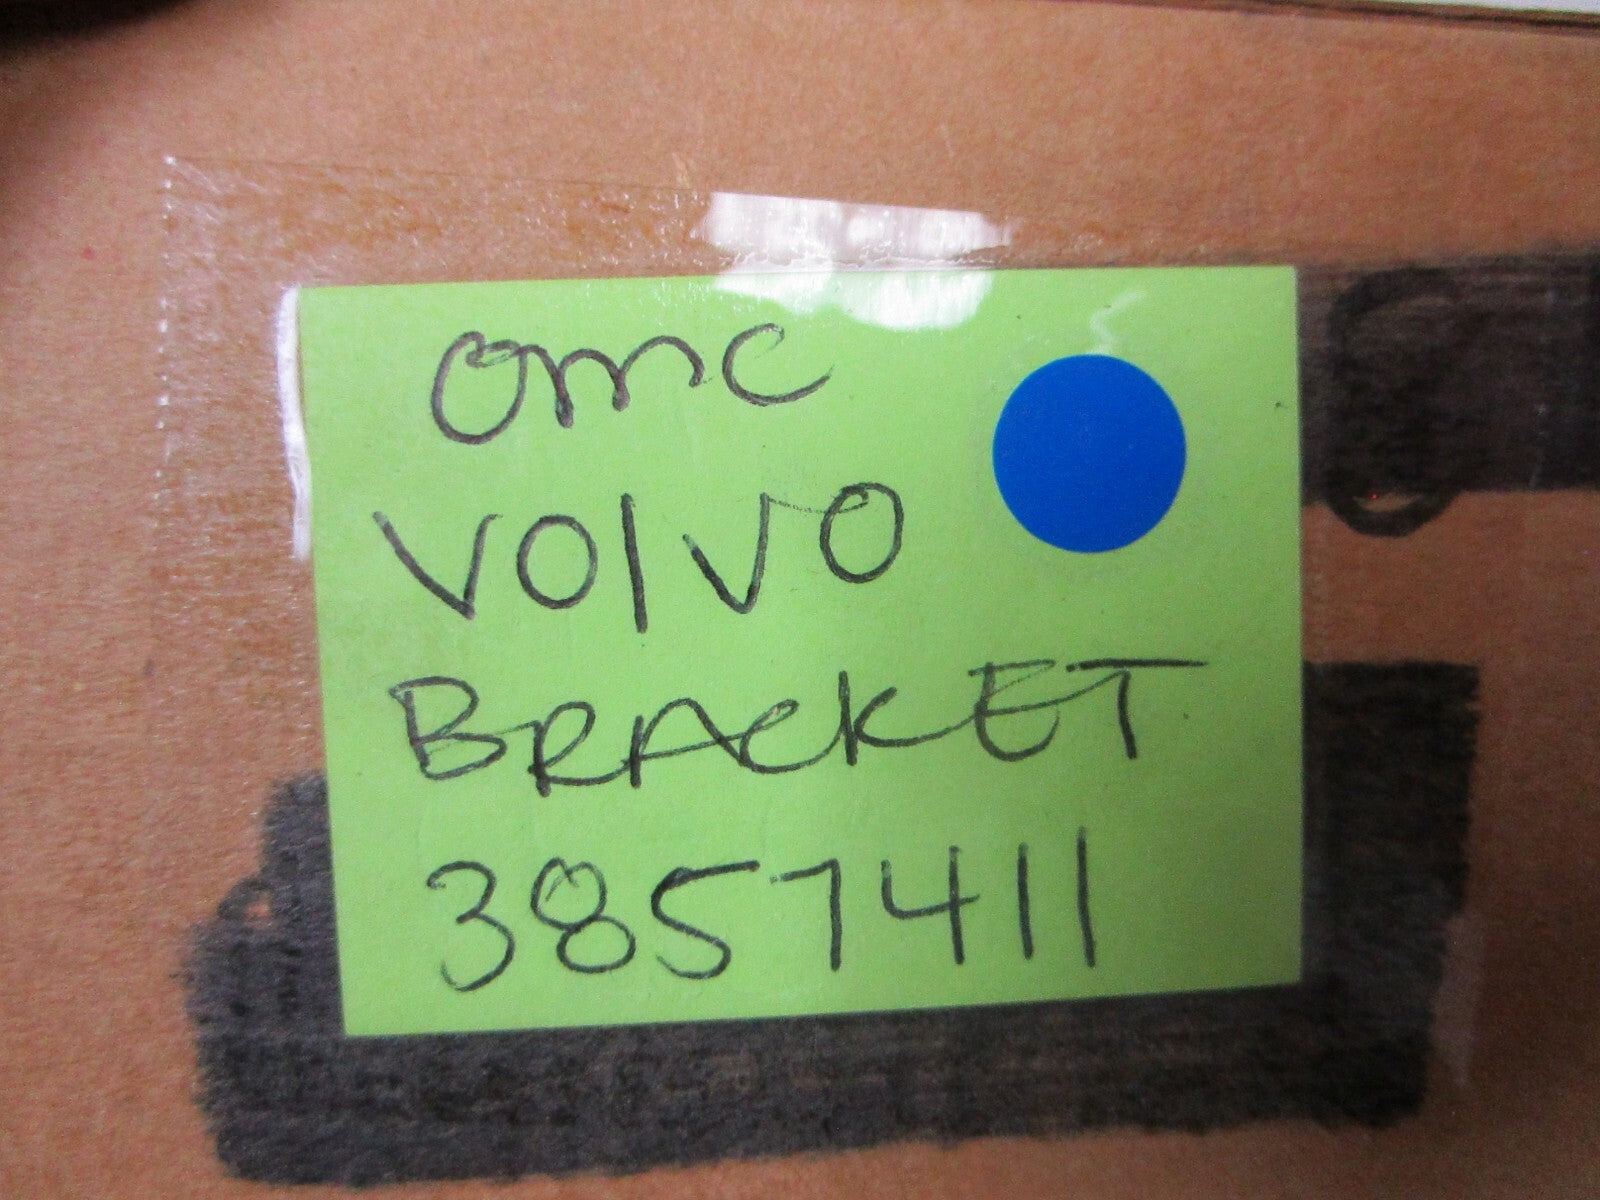 omc
VOLVO
BRACKET
3857411